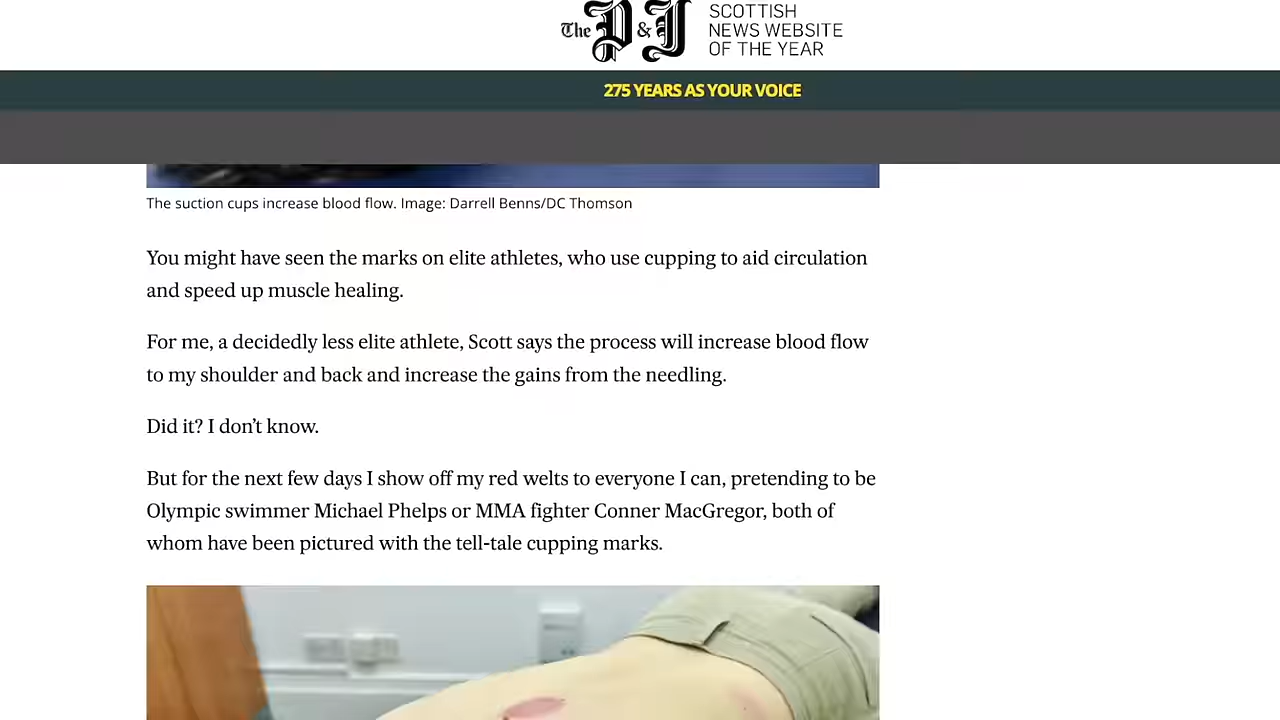 The P&J
SCOTTISH
NEWS WEBSITE
OF THE YEAR
275 YEARS AS YOUR VOICE
The suction cups increase blood flow. Image: Darrell Benns/DC Thomson
You might have seen the marks on elite athletes, who use cupping to aid circulation
and speed up muscle healing.
For me, a decidedly less elite athlete, Scott says the process will increase blood flow
to my shoulder and back and increase the gains from the needling.
Did it? I don’t know.
But for the next few days I show off my red welts to everyone I can, pretending to be
Olympic swimmer Michael Phelps or MMA fighter Conner MacGregor, both of
whom have been pictured with the tell-tale cupping marks.